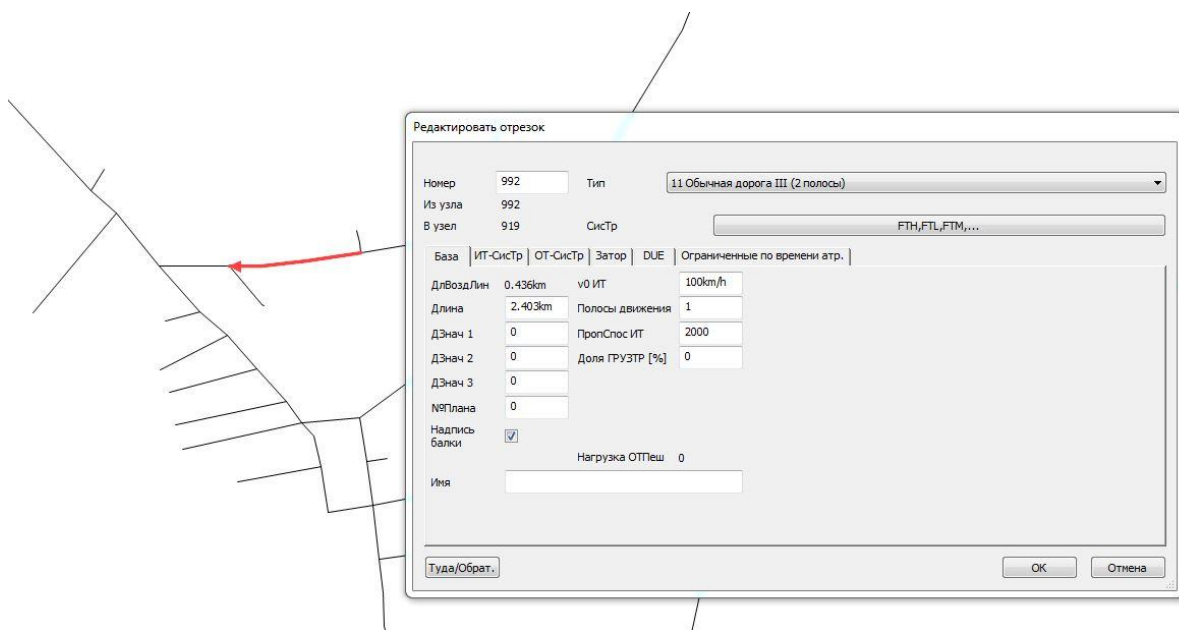 Редактировать отрезок
Номер 992 Тип 11 Обычная дорога III (2 полосы)
Из узла 992
В узел 919 СисТр FTH,FTL,FTM,...
База ИТ-СисТр ОТ-СисТр Затор DUE Ограниченные по времени атр.
ДлВоздЛин 0.436km v0 ИТ 100km/h
Длина 2.403km Полосы движения 1
ДЗнач 1 0 ПропСпос ИТ 2000
ДЗнач 2 0 Доля ГРУЗТР [%] 0
ДЗнач 3 0
№Плана 0
Надпись
балки
Нагрузка ОТПеш 0
Имя
Туда/Обрат. OK Отмена